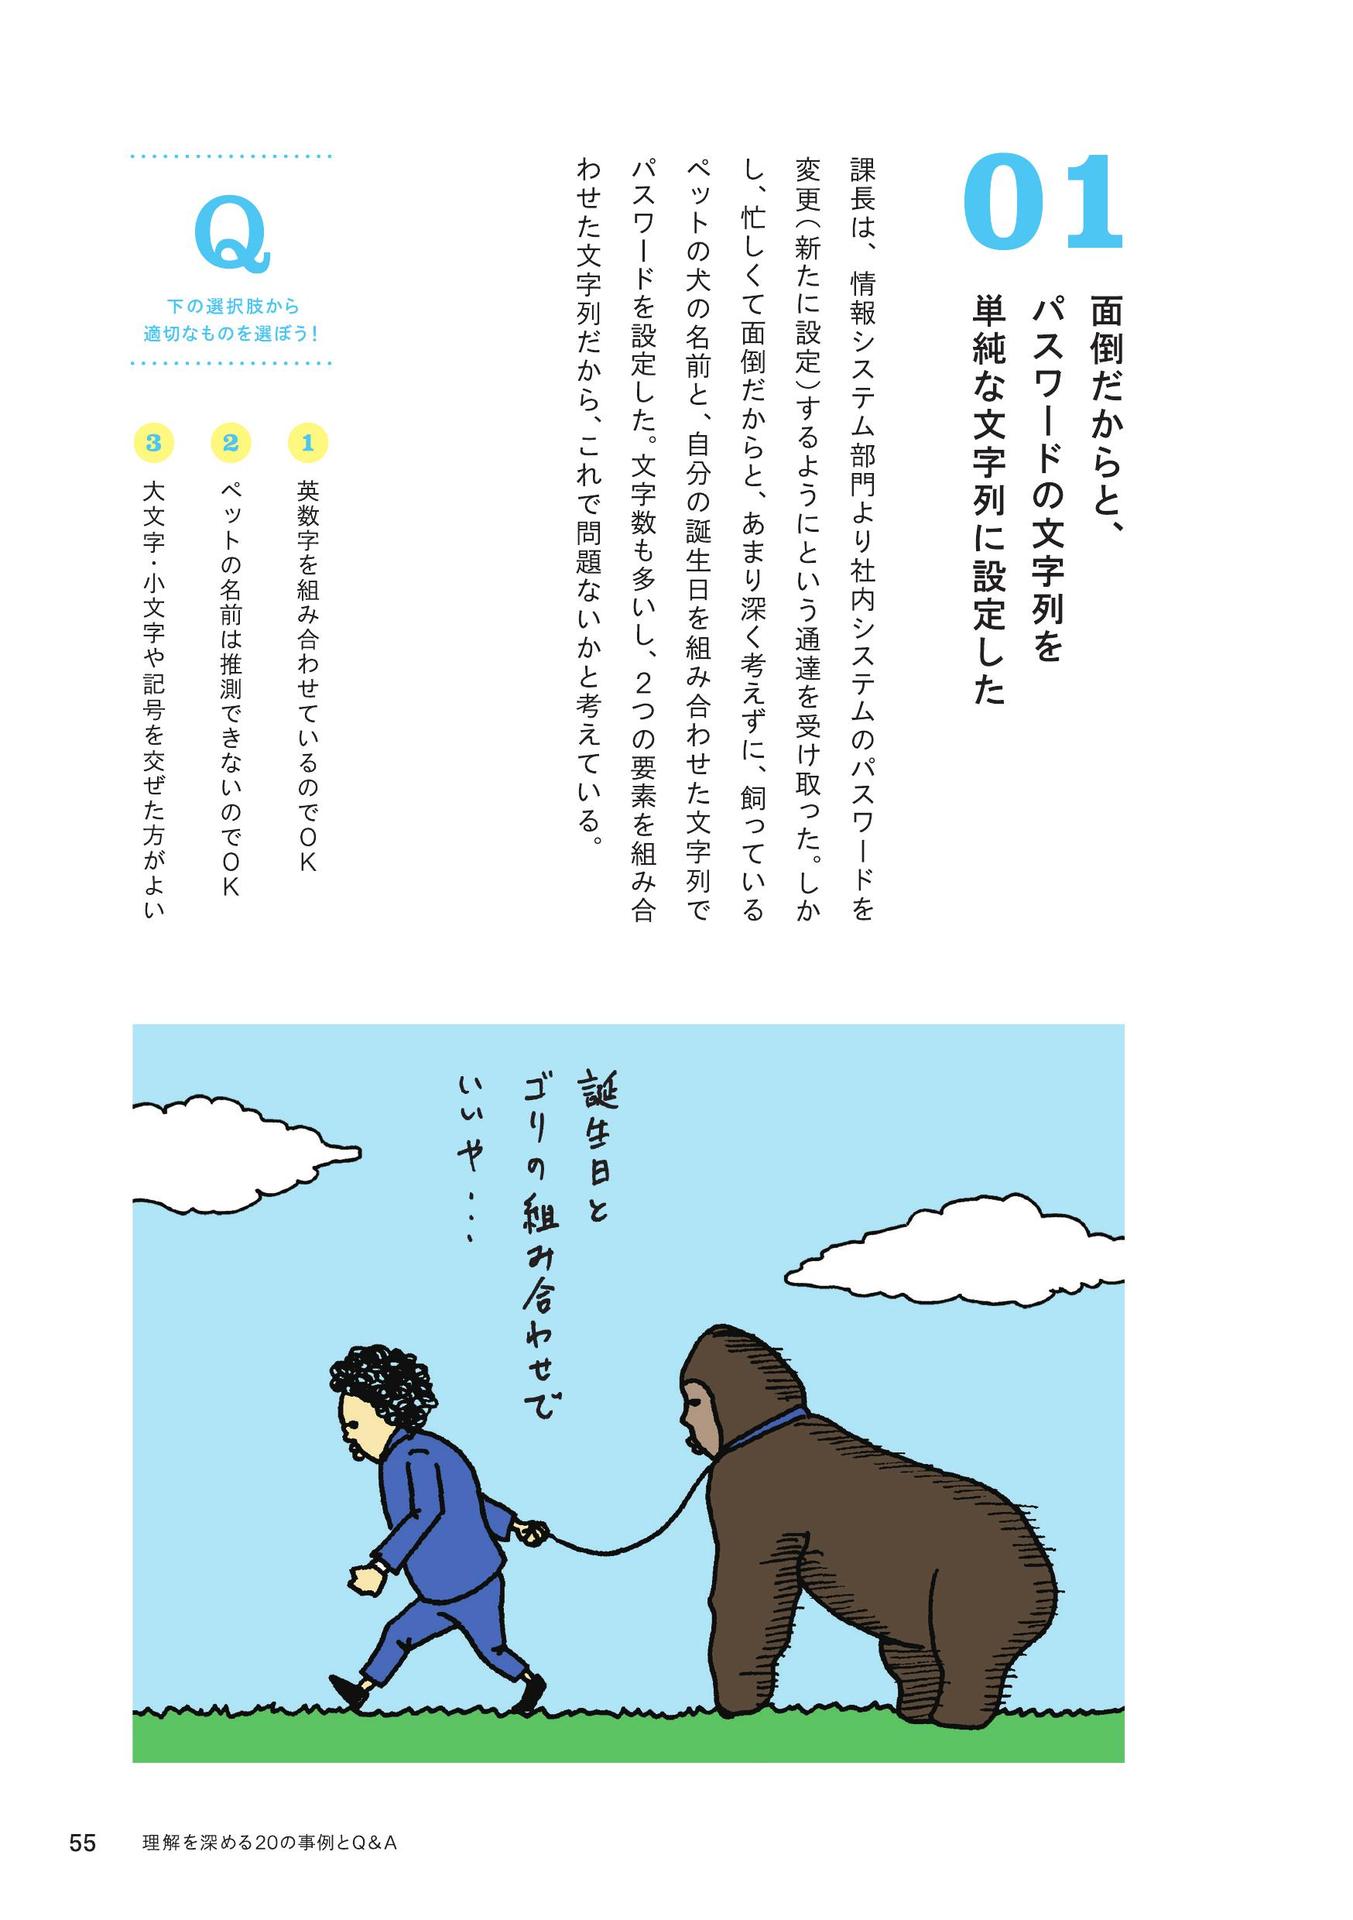 01
面倒だからと、
パスワードの文字列を
単純な文字列に設定した
課長は、情報システム部門より社内システムのパスワードを
変更（新たに設定）するようにという通達を受け取った。しか
し、忙しくて面倒だからと、あまり深く考えずに、飼っている
ペットの犬の名前と、自分の誕生日を組み合わせた文字列で
パスワードを設定した。文字数も多いし、2つの要素を組み合
わせた文字列だから、これで問題ないかと考えている。
Q
下の選択肢から
適切なものを選ぼう！
1 英数字を組み合わせているのでOK
2 ペットの名前は推測できないのでOK
3 大文字・小文字や記号を交ぜた方がよい
誕生日と
ゴリの組み合わせで
いいや・・・
55 理解を深める20の事例とQ&A